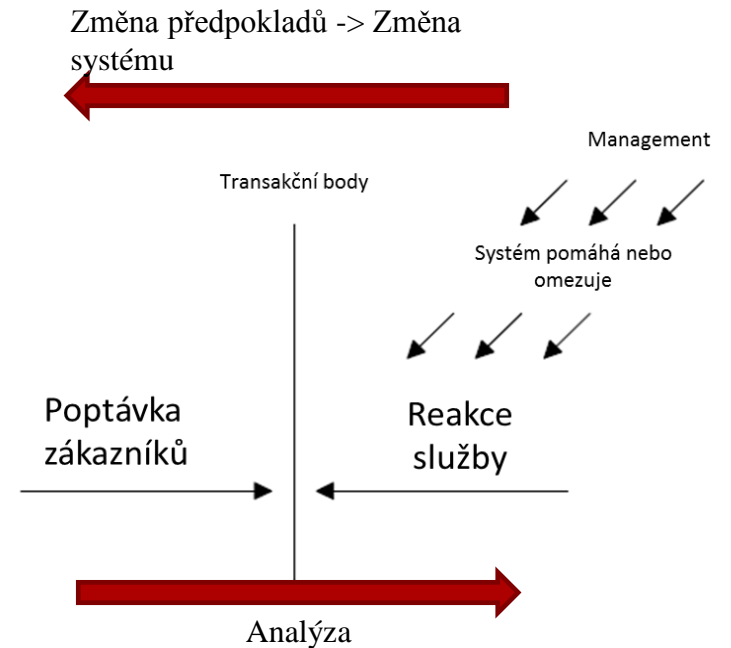 Změna předpokladů -> Změna
systému
Management
Transakční body
Systém pomáhá nebo
omezuje
Poptávka
zákazníků
Reakce
služby
Analýza